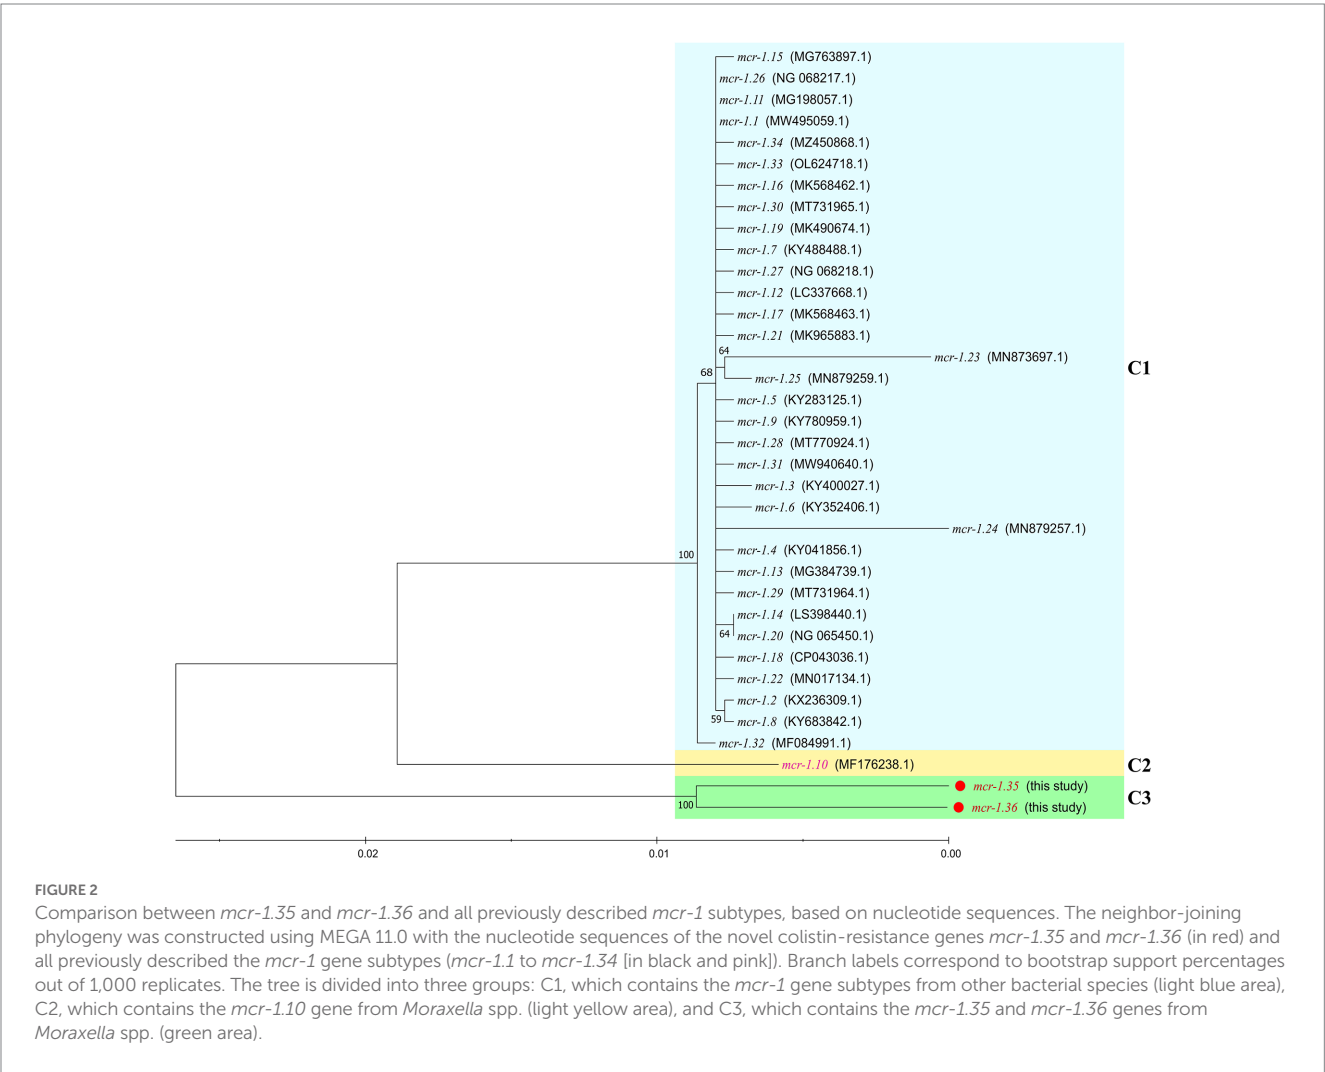 mcr-1.15 (MG763897.1)
mcr-1.26 (NG 068217.1)
mcr-1.11 (MG198057.1)
mcr-1.1 (MW495059.1)
mcr-1.34 (MZ450868.1)
mcr-1.33 (OL624718.1)
mcr-1.16 (MK568462.1)
mcr-1.30 (MT731965.1)
mcr-1.19 (MK490674.1)
mcr-1.7 (KY488488.1)
mcr-1.27 (NG 068218.1)
mcr-1.12 (LC337668.1)
mcr-1.17 (MK568463.1)
mcr-1.21 (MK965883.1)
64
mcr-1.23 (MN873697.1)
C1
68
mcr-1.25 (MN879259.1)
mcr-1.5 (KY283125.1)
mcr-1.9 (KY780959.1)
mcr-1.28 (MT770924.1)
mcr-1.31 (MW940640.1)
mcr-1.3 (KY400027.1)
mcr-1.6 (KY352406.1)
mcr-1.24 (MN879257.1)
mcr-1.4 (KY041856.1)
100
mcr-1.13 (MG384739.1)
mcr-1.29 (MT731964.1)
mcr-1.14 (LS398440.1)
64
mcr-1.20 (NG 065450.1)
mcr-1.18 (CP043036.1)
mcr-1.22 (MN017134.1)
mcr-1.2 (KX236309.1)
59
mcr-1.8 (KY683842.1)
mcr-1.32 (MF084991.1)
mcr-1.10 (MF176238.1)
C2
mcr-1.35 (this study)
C3
100
mcr-1.36 (this study)
0.02 0.01 0.00
FIGURE 2
Comparison between mcr-1.35 and mcr-1.36 and all previously described mcr-1 subtypes, based on nucleotide sequences. The neighbor-joining
phylogeny was constructed using MEGA 11.0 with the nucleotide sequences of the novel colistin-resistance genes mcr-1.35 and mcr-1.36 (in red) and
all previously described the mcr-1 gene subtypes (mcr-1.1 to mcr-1.34 [in black and pink]). Branch labels correspond to bootstrap support percentages
out of 1,000 replicates. The tree is divided into three groups: C1, which contains the mcr-1 gene subtypes from other bacterial species (light blue area),
C2, which contains the mcr-1.10 gene from Moraxella spp. (light yellow area), and C3, which contains the mcr-1.35 and mcr-1.36 genes from
Moraxella spp. (green area).